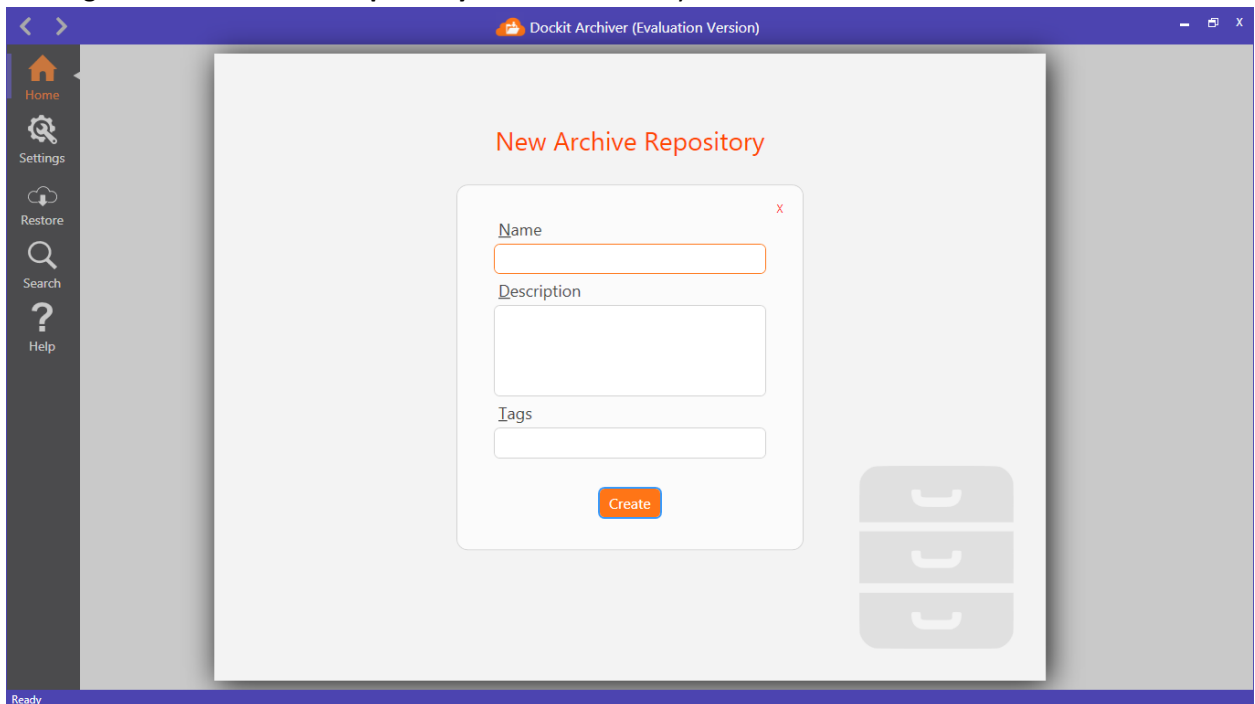 Dockit Archiver (Evaluation Version)
X
Home
Settings
Restore
Search
?
Help
New Archive Repository
X
Name
Description
Tags
Create
Ready